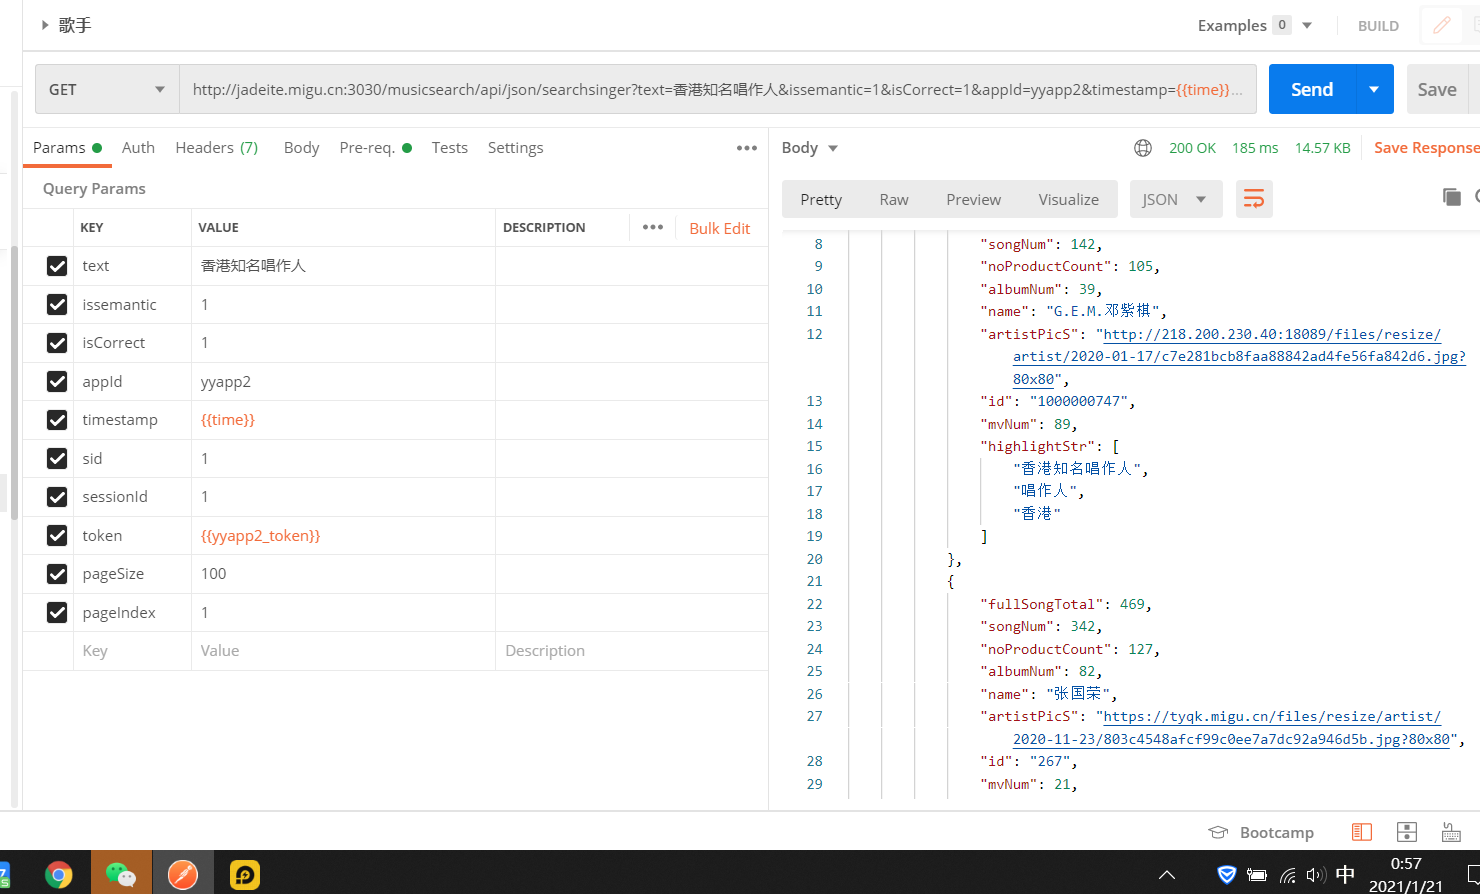 歌手
Examples 0
BUILD
GET
http://jadeite.migu.cn:3030/musicsearch/api/json/searchsinger?text=香港知名唱作人&issemantic=1&isCorrect=1&appId=yyapp2&timestamp={{time}}...
Send
Save
Params
Auth
Headers (7)
Body
Pre-req.
Tests
Settings
•••
Query Params
KEY VALUE DESCRIPTION ••• Bulk Edit
text 香港知名唱作人
issemantic 1
isCorrect 1
appId yyapp2
timestamp {{time}}
sid 1
sessionId 1
token {{yyapp2_token}}
pageSize 100
pageIndex 1
Key Value Description
Body
200 OK 185 ms 14.57 KB Save Response
Pretty Raw Preview Visualize JSON
8 "songNum": 142,
9 "noProductCount": 105,
10 "albumNum": 39,
11 "name": "G.E.M.邓紫棋",
12 "artistPicS": "http://218.200.230.40:18089/files/resize/
artist/2020-01-17/c7e281bcb8faa88842ad4fe56fa842d6.jpg?
80x80",
13 "id": "1000000747",
14 "mvNum": 89,
15 "highlightStr": [
16 "香港知名唱作人",
17 "唱作人",
18 "香港"
19 ]
20 },
21 {
22 "fullSongTotal": 469,
23 "songNum": 342,
24 "noProductCount": 127,
25 "albumNum": 82,
26 "name": "张国荣",
27 "artistPicS": "https://tyqk.migu.cn/files/resize/artist/
2020-11-23/803c4548afcf99c0ee7a7dc92a946d5b.jpg?80x80",
28 "id": "267",
29 "mvNum": 21,
Bootcamp
中
0:57
2021/1/21